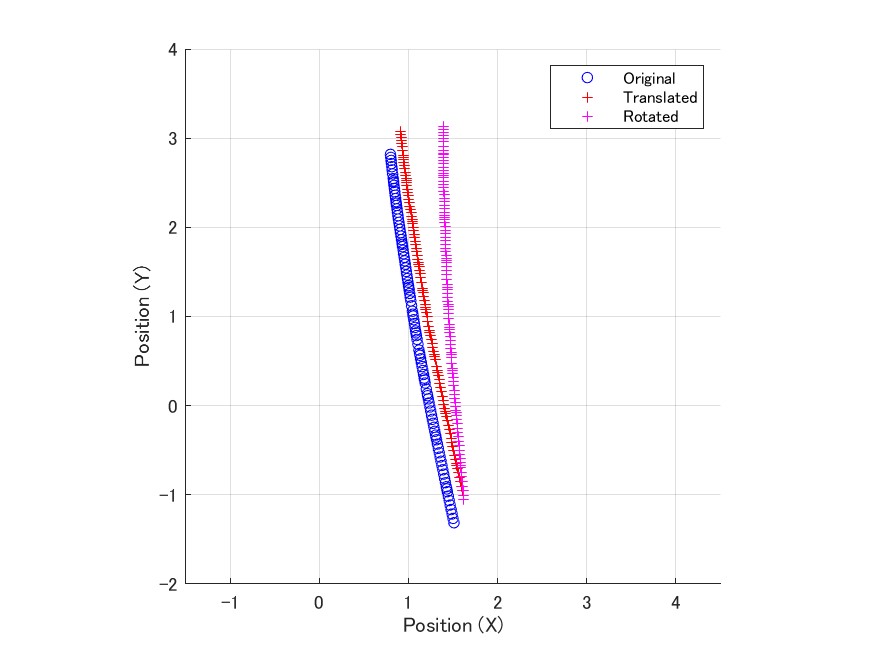 4
3
2
1
0
-1
-2
-1
0
1
2
3
4
Position (X)
Position (Y)
Original
Translated
Rotated